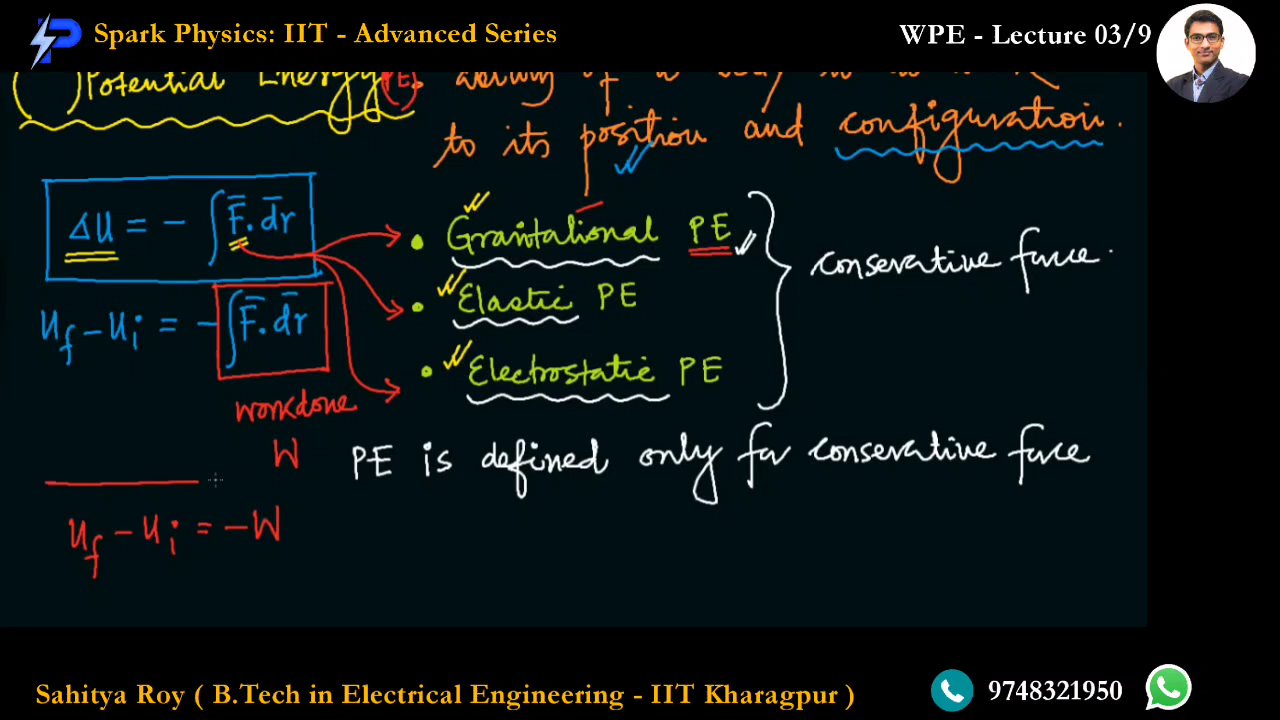 Spark Physics: IIT - Advanced Series
WPE - Lecture 03/9
Potential Energy (PE)
of a body
to its position and configuration.
ΔU = - ∫ F̄. d̄r
• Gravitational PE
conservative force.
• Elastic PE
Uf - Ui = - ∫ F̄. d̄r
• Electrostatic PE
workdone
W
PE is defined only for conservative force
Uf - Ui = - W
Sahitya Roy ( B.Tech in Electrical Engineering - IIT Kharagpur )
9748321950